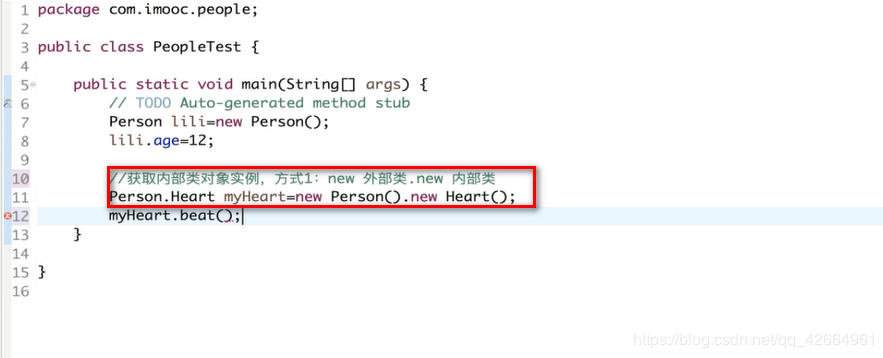 1 package com.imooc.people;
2
3 public class PeopleTest {
4
5 public static void main(String[] args) {
6 // TODO Auto-generated method stub
7 Person lili=new Person();
8 lili.age=12;
9
10 //获取内部类对象实例，方式1：new 外部类.new 内部类
11 Person.Heart myHeart=new Person().new Heart();
12 myHeart.beat();
13 }
14
15 }
16
https://blog.csdn.net/qq_42664961